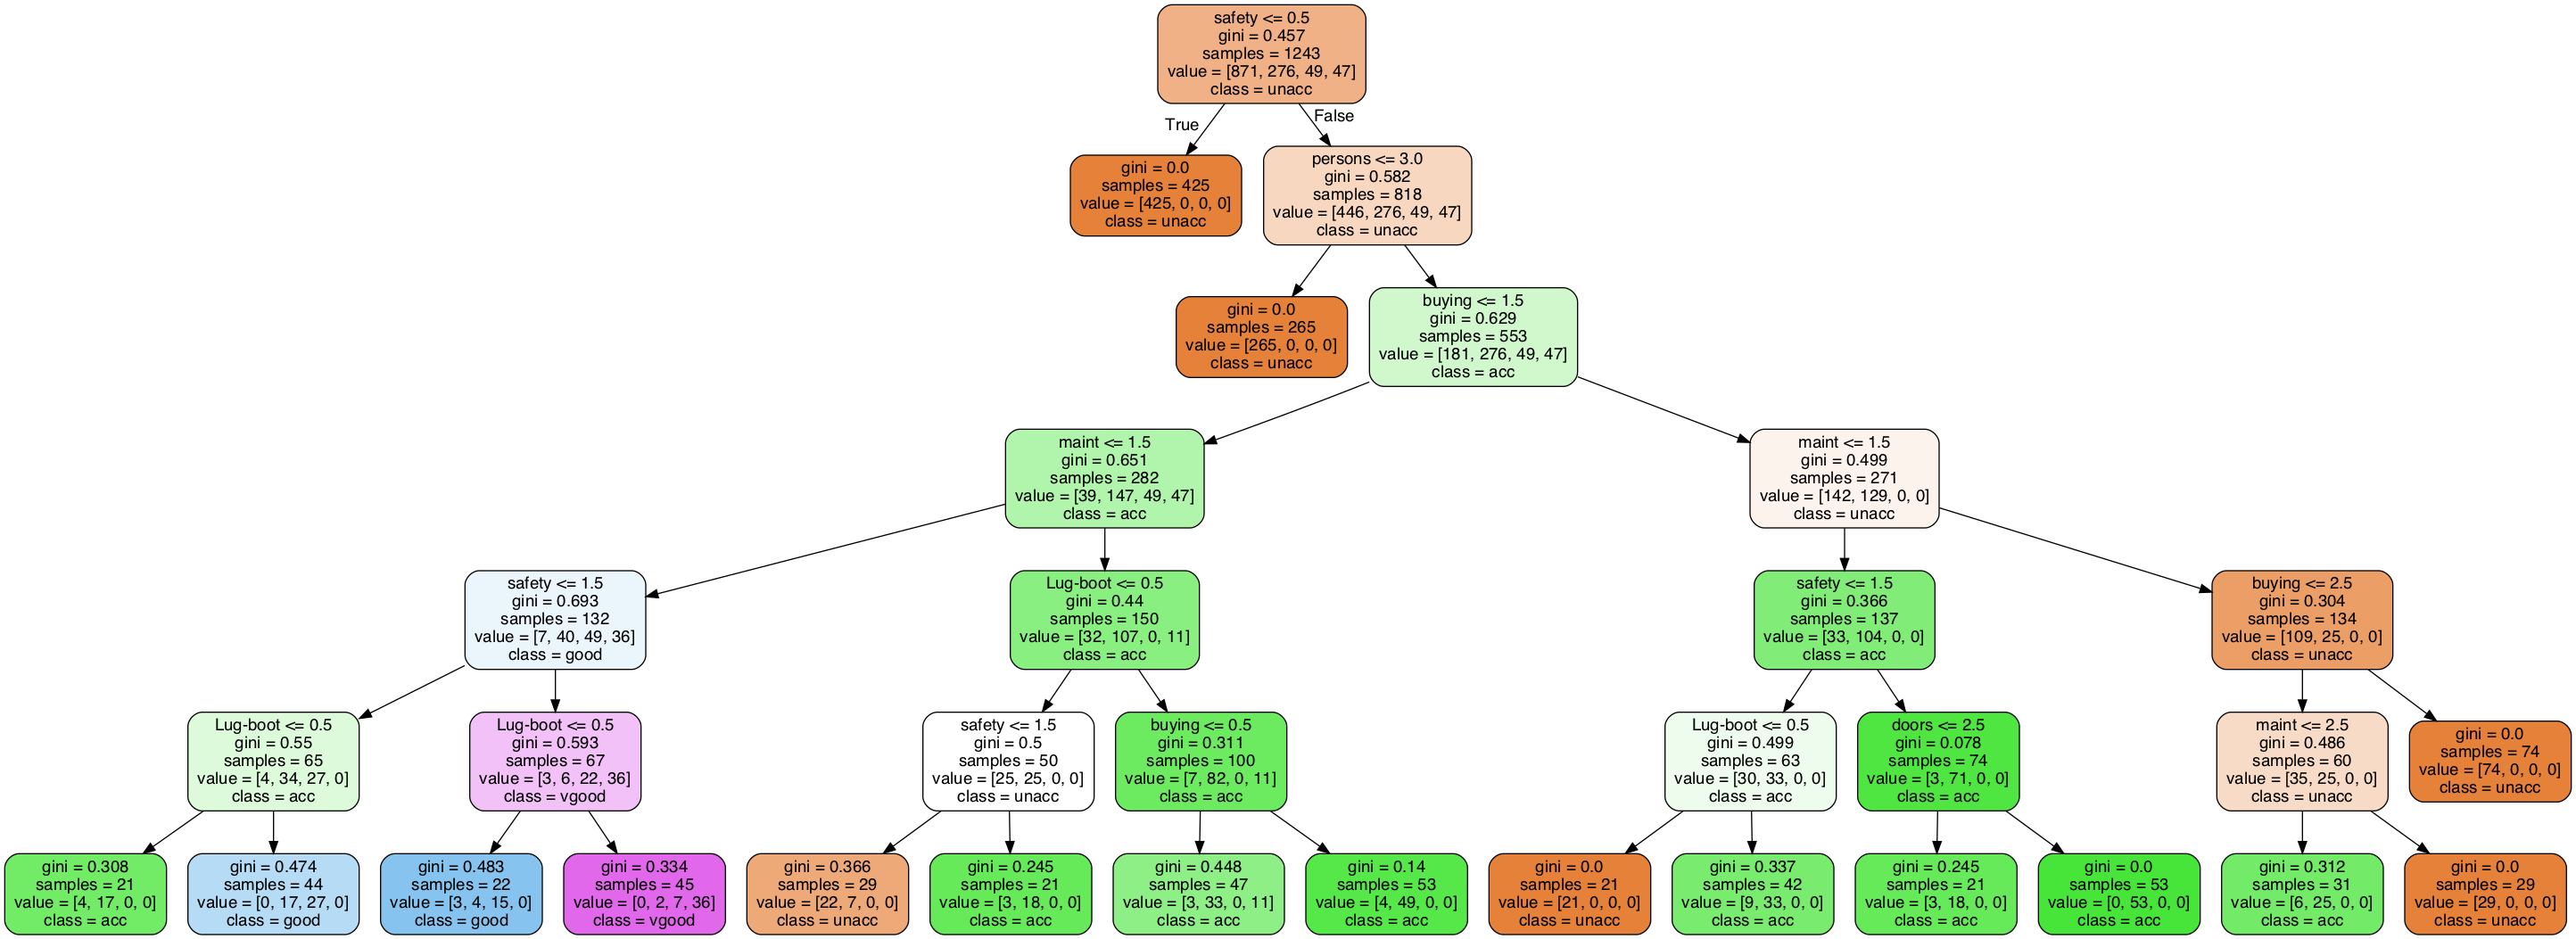 safety <= 0.5
gini = 0.457
samples = 1243
value = [871, 276, 49, 47]
class = unacc
True
False
gini = 0.0
samples = 425
value = [425, 0, 0, 0]
class = unacc
persons <= 3.0
gini = 0.582
samples = 818
value = [446, 276, 49, 47]
class = unacc
gini = 0.0
samples = 265
value = [265, 0, 0, 0]
class = unacc
buying <= 1.5
gini = 0.629
samples = 553
value = [181, 276, 49, 47]
class = acc
maint <= 1.5
gini = 0.651
samples = 282
value = [39, 147, 49, 47]
class = acc
maint <= 1.5
gini = 0.499
samples = 271
value = [142, 129, 0, 0]
class = unacc
safety <= 1.5
gini = 0.693
samples = 132
value = [7, 40, 49, 36]
class = good
Lug-boot <= 0.5
gini = 0.44
samples = 150
value = [32, 107, 0, 11]
class = acc
safety <= 1.5
gini = 0.366
samples = 137
value = [33, 104, 0, 0]
class = acc
buying <= 2.5
gini = 0.304
samples = 134
value = [109, 25, 0, 0]
class = unacc
Lug-boot <= 0.5
gini = 0.55
samples = 65
value = [4, 34, 27, 0]
class = acc
Lug-boot <= 0.5
gini = 0.593
samples = 67
value = [3, 6, 22, 36]
class = vgood
safety <= 1.5
gini = 0.5
samples = 50
value = [25, 25, 0, 0]
class = unacc
buying <= 0.5
gini = 0.311
samples = 100
value = [7, 82, 0, 11]
class = acc
Lug-boot <= 0.5
gini = 0.499
samples = 63
value = [30, 33, 0, 0]
class = acc
doors <= 2.5
gini = 0.078
samples = 74
value = [3, 71, 0, 0]
class = acc
maint <= 2.5
gini = 0.486
samples = 60
value = [35, 25, 0, 0]
class = unacc
gini = 0.0
samples = 74
value = [74, 0, 0, 0]
class = unacc
gini = 0.308
samples = 21
value = [4, 17, 0, 0]
class = acc
gini = 0.474
samples = 44
value = [0, 17, 27, 0]
class = good
gini = 0.483
samples = 22
value = [3, 4, 15, 0]
class = good
gini = 0.334
samples = 45
value = [0, 2, 7, 36]
class = vgood
gini = 0.366
samples = 29
value = [22, 7, 0, 0]
class = unacc
gini = 0.245
samples = 21
value = [3, 18, 0, 0]
class = acc
gini = 0.448
samples = 47
value = [3, 33, 0, 11]
class = acc
gini = 0.14
samples = 53
value = [4, 49, 0, 0]
class = acc
gini = 0.0
samples = 21
value = [21, 0, 0, 0]
class = unacc
gini = 0.337
samples = 42
value = [9, 33, 0, 0]
class = acc
gini = 0.245
samples = 21
value = [3, 18, 0, 0]
class = acc
gini = 0.0
samples = 53
value = [0, 53, 0, 0]
class = acc
gini = 0.312
samples = 31
value = [6, 25, 0, 0]
class = acc
gini = 0.0
samples = 29
value = [29, 0, 0, 0]
class = unacc